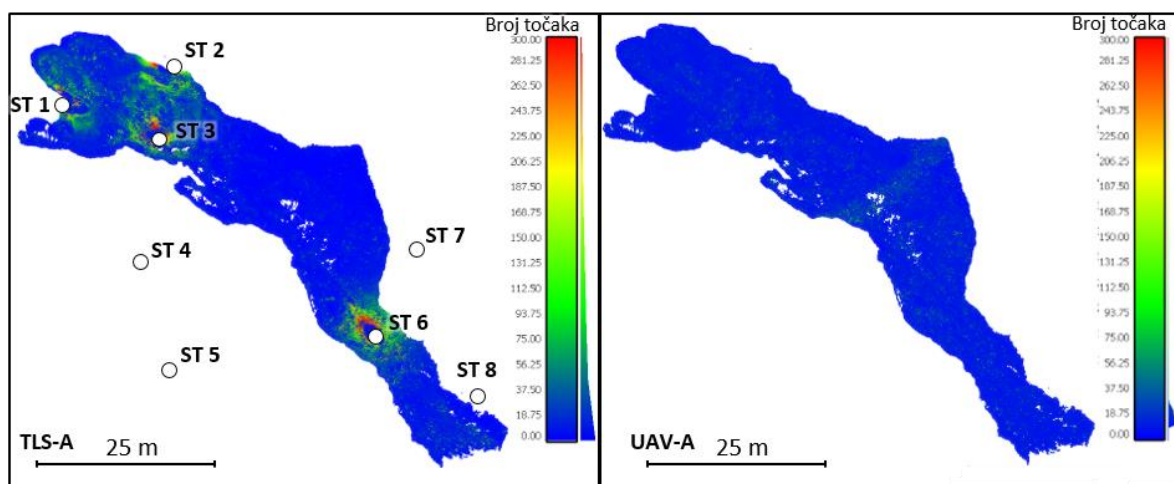 Broj točaka
300.00
281.25
262.50
243.75
225.00
206.25
187.50
168.75
150.00
131.25
112.50
93.75
75.00
56.25
37.50
18.75
0.00
ST 1
ST 2
ST 3
ST 4
ST 5
ST 6
ST 7
ST 8
TLS-A
25 m
Broj točaka
300.00
281.25
262.50
243.75
225.00
206.25
187.50
168.75
150.00
131.25
112.50
93.75
75.00
56.25
37.50
18.75
0.00
UAV-A
25 m